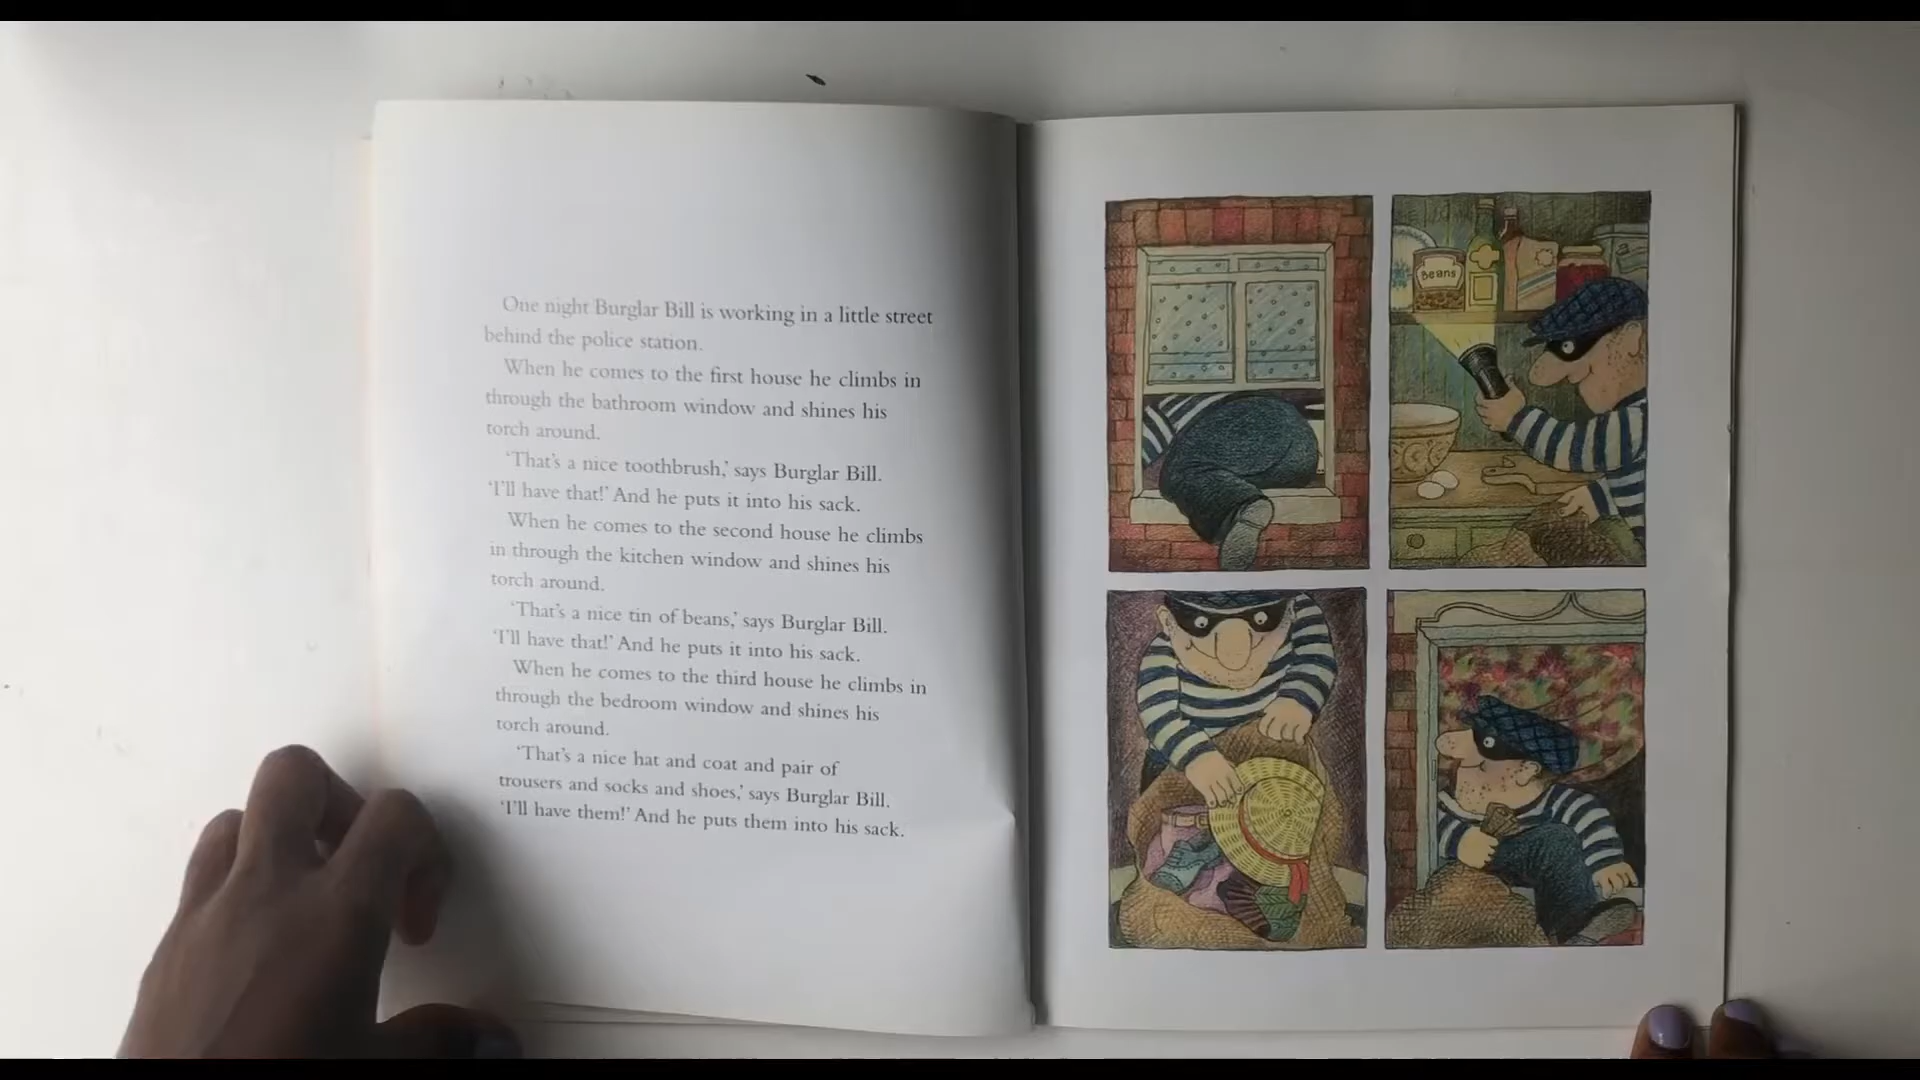 One night Burglar Bill is working in a little street
behind the police station.
When he comes to the first house he climbs in
through the bathroom window and shines his
torch around.
‘That's a nice toothbrush,’ says Burglar Bill.
‘I'll have that!’ And he puts it into his sack.
When he comes to the second house he climbs
in through the kitchen window and shines his
torch around.
‘That's a nice tin of beans,’ says Burglar Bill.
‘I'll have that!’ And he puts it into his sack.
When he comes to the third house he climbs in
through the bedroom window and shines his
torch around.
‘That's a nice hat and coat and pair of
trousers and socks and shoes,’ says Burglar Bill.
‘I'll have them!’ And he puts them into his sack.
Beans